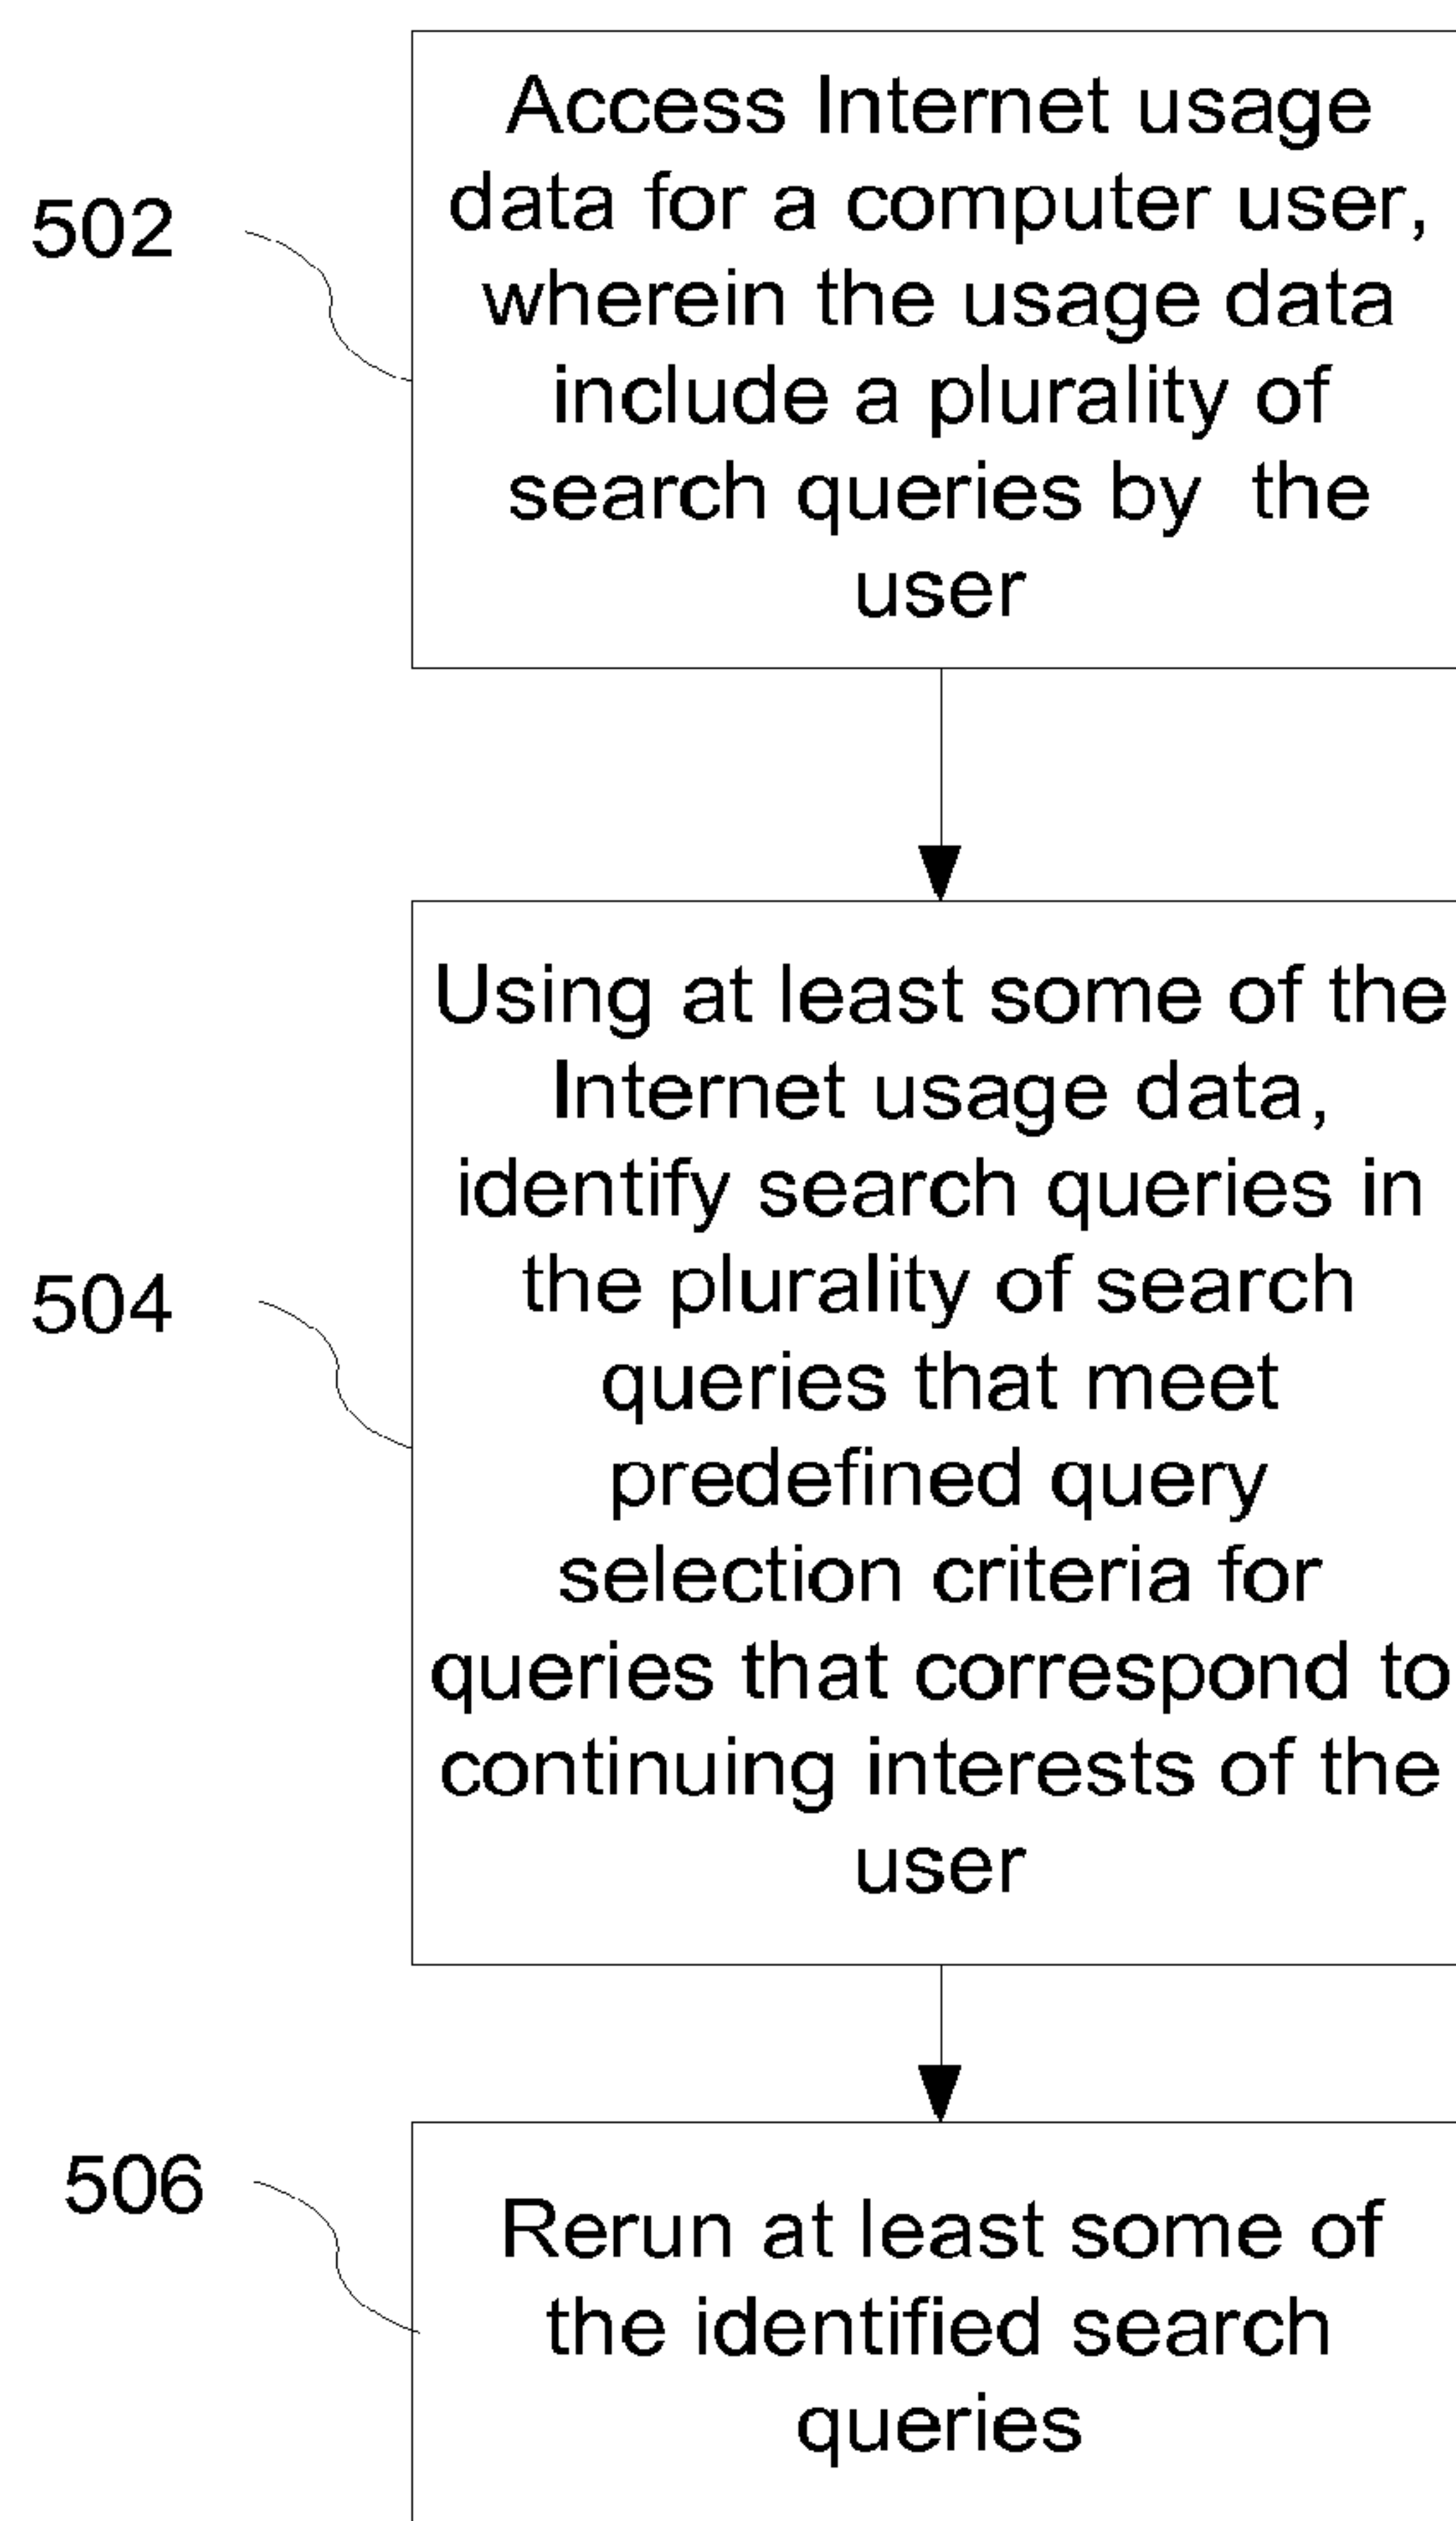 502
Access Internet usage
data for a computer user,
wherein the usage data
include a plurality of
search queries by the
user
504
Using at least some of the
Internet usage data,
identify search queries in
the plurality of search
queries that meet
predefined query
selection criteria for
queries that correspond to
continuing interests of the
user
506
Rerun at least some of
the identified search
queries